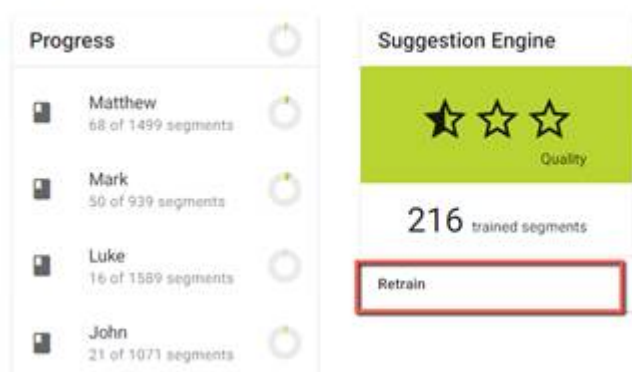 Progress
Matthew
68 of 1499 segments
Mark
50 of 939 segments
Luke
16 of 1589 segments
John
21 of 1071 segments
Suggestion Engine
Quality
216 trained segments
Retrain